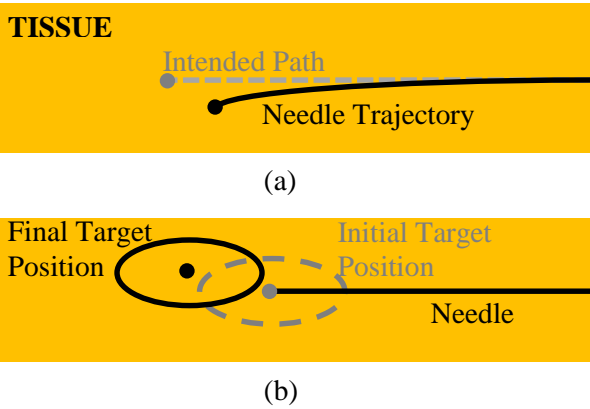 TISSUE
Intended Path
Needle Trajectory
(a)
Final Target
Position
Initial Target
Position
Needle
(b)